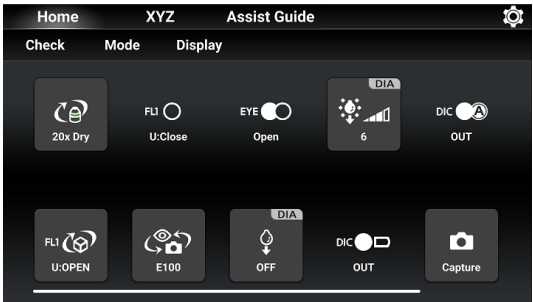 Home XYZ Assist Guide
Check Mode Display
DIA
FL1 EYE DIC A
20x Dry U:Close Open 6 OUT
DIA
FL1 DIC
U:OPEN E100 OFF OUT Capture